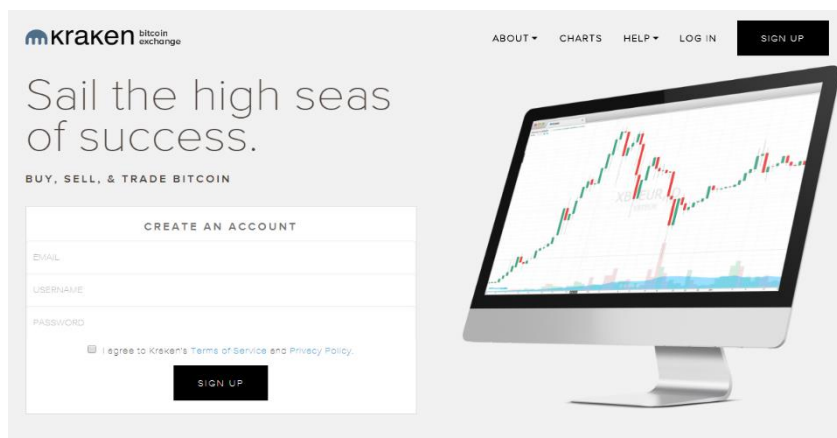 kraken bitcoin exchange
ABOUT CHARTS HELP LOG IN SIGN UP
Sail the high seas
of success.
BUY, SELL, & TRADE BITCOIN
CREATE AN ACCOUNT
EMAIL
USERNAME
PASSWORD
I agree to Kraken's Terms of Service and Privacy Policy.
SIGN UP